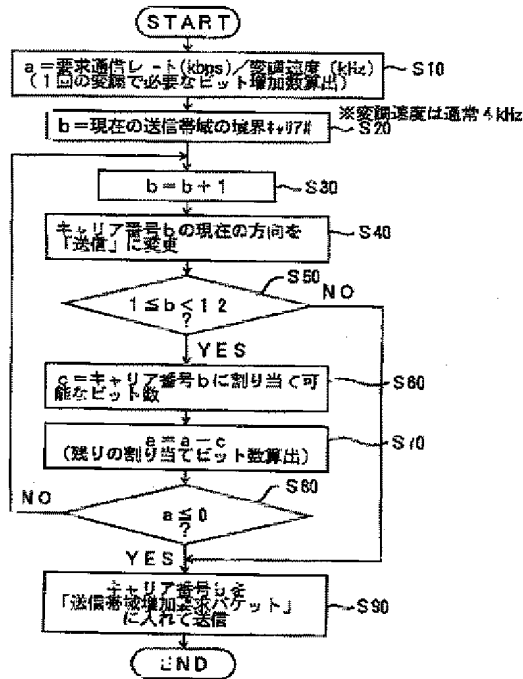 START
a=要求通信レート(kbps)/変調速度(kHz)
(1回の変調で必要なビット増加数算出)
S10
※変調速度は通常4kHz
b=現在の送信帯域の境界キャリア#
S20
b=b+1
S30
キャリア番号bの現在の方向を
「送信」に変更
S40
S50
1≦b<12
?
NO
YES
c=キャリア番号bに割り当て可
能なビット数
S60
a=a-c
(残りの割り当てビット数算出)
S70
S80
a≦0
?
NO
YES
キャリア番号bを
「送信帯域増加要求パケット」
に入れて送信
S90
END